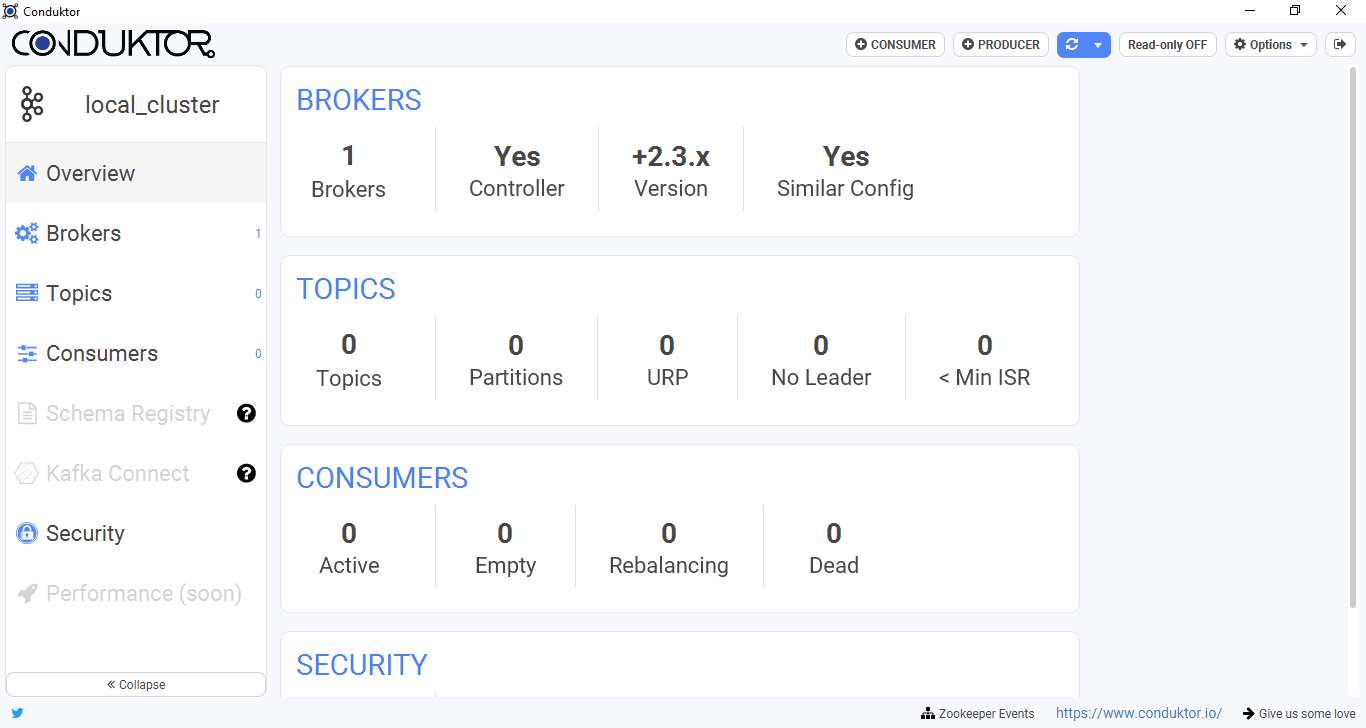 Conduktor
CONDUKTOR
CONSUMER
PRODUCER
Read-only OFF
Options
local_cluster
Overview
Brokers 1
Topics 0
Consumers 0
Schema Registry ?
Kafka Connect ?
Security
Performance (soon)
« Collapse
BROKERS
1 Yes +2.3.x Yes
Brokers Controller Version Similar Config
TOPICS
0 0 0 0 0
Topics Partitions URP No Leader < Min ISR
CONSUMERS
0 0 0 0
Active Empty Rebalancing Dead
SECURITY
Zookeeper Events https://www.conduktor.io/ Give us some love